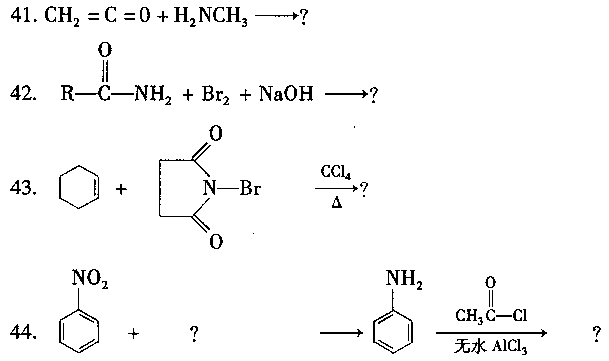 41. CH₂ = C = O + H₂NCH₃ ⟶ ?
O
42. R—C—NH₂ + Br₂ + NaOH ⟶ ?
O
43. + N—Br CCl₄ Δ ?
O
NO₂ NH₂ O
CH₃C—Cl
44. + ? ⟶ 无水 AlCl₃ ?